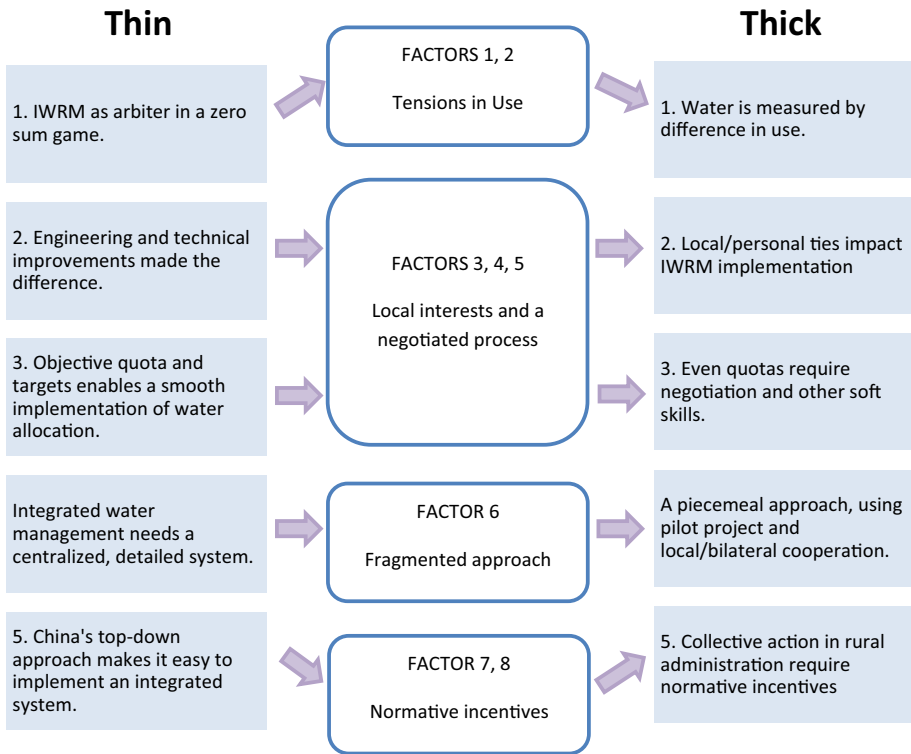 Thin
Thick
1. IWRM as arbiter in a zero
sum game.
FACTORS 1, 2
Tensions in Use
1. Water is measured by
difference in use.
2. Engineering and technical
improvements made the
difference.
3. Objective quota and
targets enables a smooth
implementation of water
allocation.
FACTORS 3, 4, 5
Local interests and a
negotiated process
2. Local/personal ties impact
IWRM implementation
3. Even quotas require
negotiation and other soft
skills.
Integrated water
management needs a
centralized, detailed system.
FACTOR 6
Fragmented approach
A piecemeal approach, using
pilot project and
local/bilateral cooperation.
5. China's top-down
approach makes it easy to
implement an integrated
system.
FACTOR 7, 8
Normative incentives
5. Collective action in rural
administration require
normative incentives